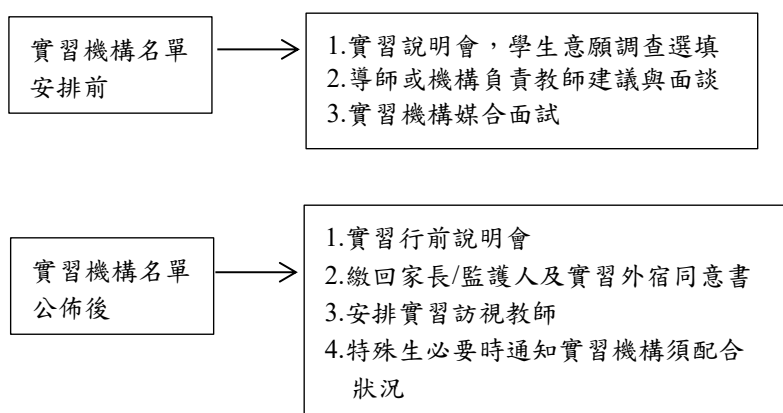 實習機構名單
安排前
1.實習說明會，學生意願調查選填
2.導師或機構負責教師建議與面談
3.實習機構媒合面試
實習機構名單
公佈後
1.實習行前說明會
2.繳回家長/監護人及實習外宿同意書
3.安排實習訪視教師
4.特殊生必要時通知實習機構須配合
狀況